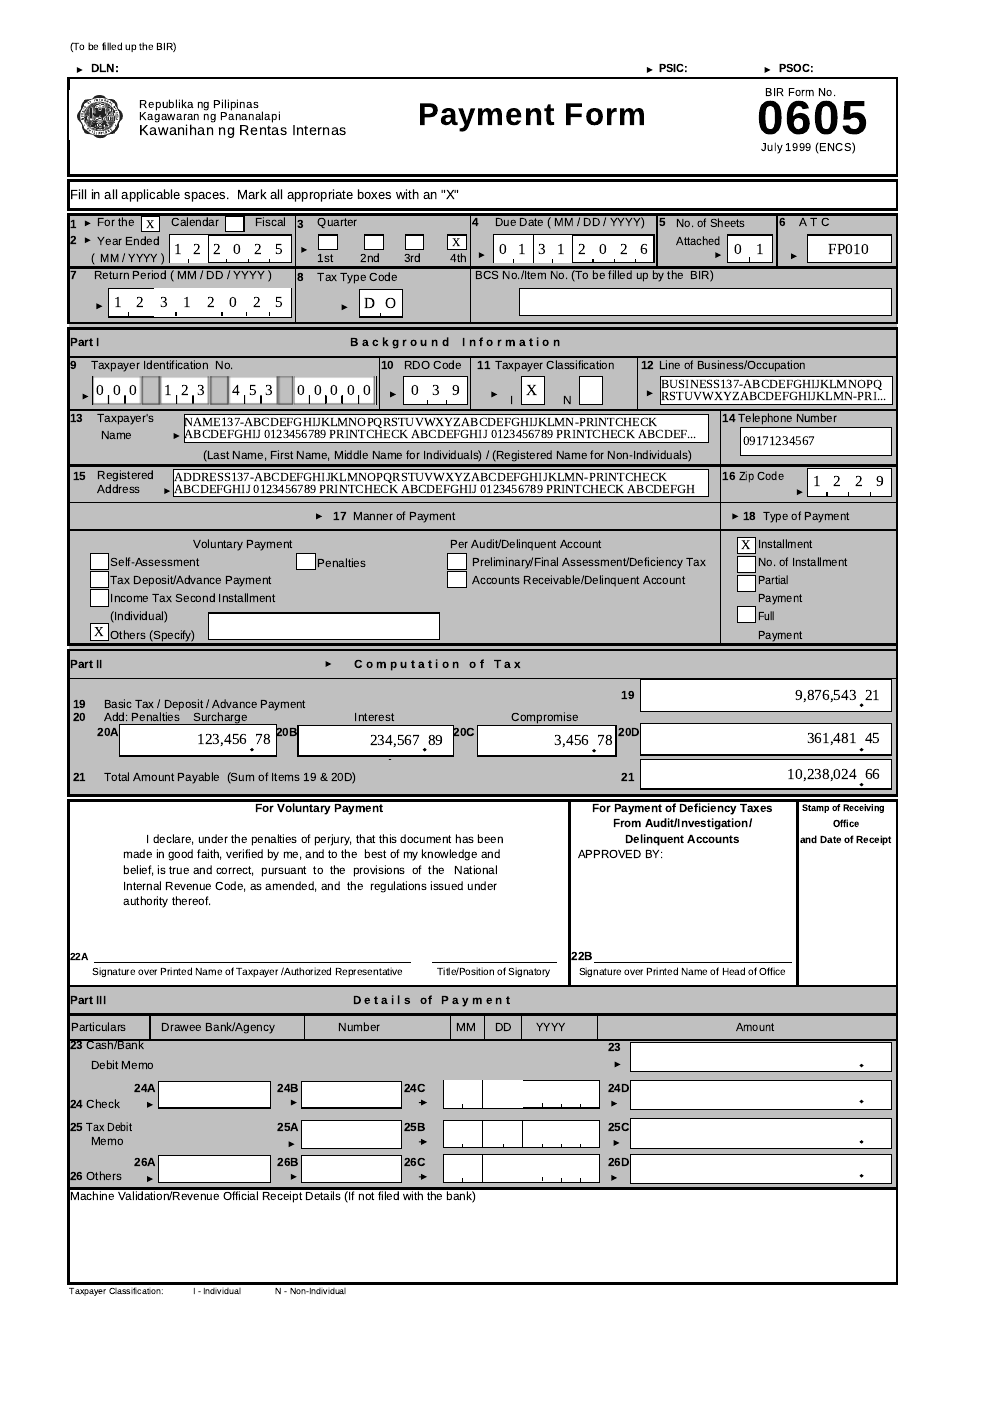 (To be filled up the BIR)
► DLN: ► PSIC: ► PSOC:
Republika ng Pilipinas
Kagawaran ng Pananalapi
Kawanihan ng Rentas Internas
Payment Form
BIR Form No.
0605
July 1999 (ENCS)
Fill in all applicable spaces. Mark all appropriate boxes with an "X"
1 ► For the X Calendar Fiscal 3 Quarter 4 Due Date ( MM / DD / YYYY) 5 No. of Sheets 6 A T C
2 ► Year Ended 1 2 2 0 2 5 ► X ► 0 1 3 1 2 0 2 6 Attached ► 0 1 ► FP010
( MM / YYYY ) 1st 2nd 3rd 4th
7 Return Period ( MM / DD / YYYY ) 8 Tax Type Code BCS No./Item No. (To be filled up by the BIR)
► 1 2 3 1 2 0 2 5 ► D O
Part I Background Information
9 Taxpayer Identification No. 10 RDO Code 11 Taxpayer Classification 12 Line of Business/Occupation
► 0 0 0 1 2 3 4 5 3 0 0 0 0 0 ► 0 3 9 ► I X N ► BUSINESS137-ABCDEFGHIJKLMNOPQ
RSTUVWXYZABCDEFGHIJKLMN-PRI...
13 Taxpayer's NAME137-ABCDEFGHIJKLMNOPQRSTUVWXYZABCDEFGHIJKLMN-PRINTCHECK 14 Telephone Number
Name ► ABCDEFGHIJ 0123456789 PRINTCHECK ABCDEFGHIJ 0123456789 PRINTCHECK ABCDEF... 09171234567
(Last Name, First Name, Middle Name for Individuals) / (Registered Name for Non-Individuals)
15 Registered ADDRESS137-ABCDEFGHIJKLMNOPQRSTUVWXYZABCDEFGHIJKLMN-PRINTCHECK 16 Zip Code
Address ► ABCDEFGHIJ 0123456789 PRINTCHECK ABCDEFGHIJ 0123456789 PRINTCHECK ABCDEFGH ► 1 2 2 9
► 17 Manner of Payment ► 18 Type of Payment
Voluntary Payment Per Audit/Delinquent Account X Installment
Self-Assessment Penalties Preliminary/Final Assessment/Deficiency Tax No. of Installment
Tax Deposit/Advance Payment Accounts Receivable/Delinquent Account Partial
Income Tax Second Installment Payment
(Individual) Full
X Others (Specify) Payment
Part II ► Computation of Tax
19 Basic Tax / Deposit / Advance Payment 19 9,876,543 . 21
20 Add: Penalties Surcharge Interest Compromise
20A 123,456 . 78 20B 234,567 . 89 20C 3,456 . 78 20D 361,481 . 45
21 Total Amount Payable (Sum of Items 19 & 20D) 21 10,238,024 . 66
For Voluntary Payment
I declare, under the penalties of perjury, that this document has been
made in good faith, verified by me, and to the best of my knowledge and
belief, is true and correct, pursuant to the provisions of the National
Internal Revenue Code, as amended, and the regulations issued under
authority thereof.
22A
Signature over Printed Name of Taxpayer /Authorized Representative Title/Position of Signatory
For Payment of Deficiency Taxes
From Audit/Investigation/
Delinquent Accounts
APPROVED BY:
22B
Signature over Printed Name of Head of Office
Stamp of Receiving
Office
and Date of Receipt
Part III Details of Payment
Particulars Drawee Bank/Agency Number MM DD YYYY Amount
23 Cash/Bank 23
Debit Memo ►
24A 24B 24C 24D
24 Check ► ► ► ►
25 Tax Debit 25A 25B 25C
Memo ► ► ►
26A 26B 26C 26D
26 Others ► ► ► ►
Machine Validation/Revenue Official Receipt Details (If not filed with the bank)
Taxpayer Classification: I - Individual N - Non-Individual